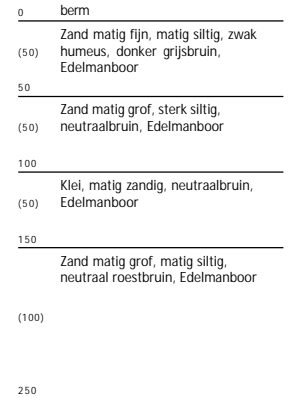 0 berm
Zand matig fijn, matig siltig, zwak
(50) humeus, donker grijsbruin,
Edelmanboor
50
Zand matig grof, sterk siltig,
(50) neutraalbruin, Edelmanboor
100
Klei, matig zandig, neutraalbruin,
(50) Edelmanboor
150
Zand matig grof, matig siltig,
neutraal roestbruin, Edelmanboor
(100)
250